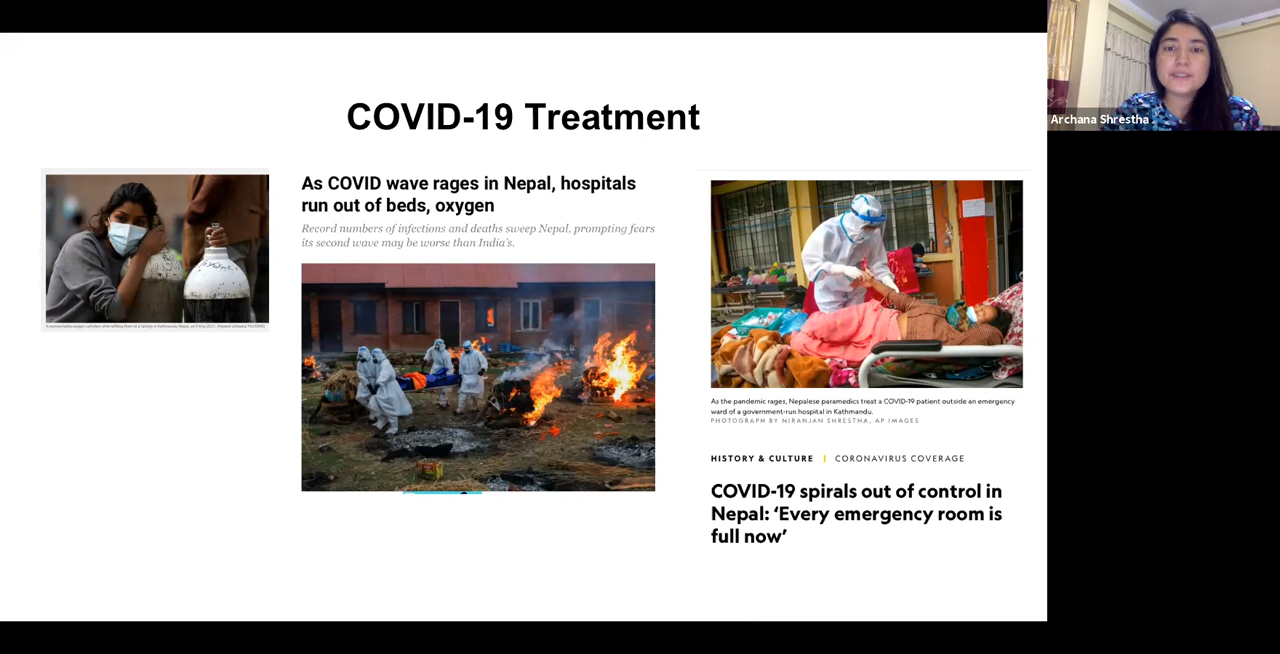 COVID-19 Treatment
Archana Shrestha
As COVID wave rages in Nepal, hospitals
run out of beds, oxygen
Record numbers of infections and deaths sweep Nepal, prompting fears
its second wave may be worse than India's.
As the pandemic rages, Nepalese paramedics treat a COVID-19 patient outside an emergency
ward of a government-run hospital in Kathmandu.
PHOTOGRAPH BY NIRANJAN SHRESTHA, AP IMAGES
HISTORY & CULTURE | CORONAVIRUS COVERAGE
COVID-19 spirals out of control in
Nepal: ‘Every emergency room is
full now’